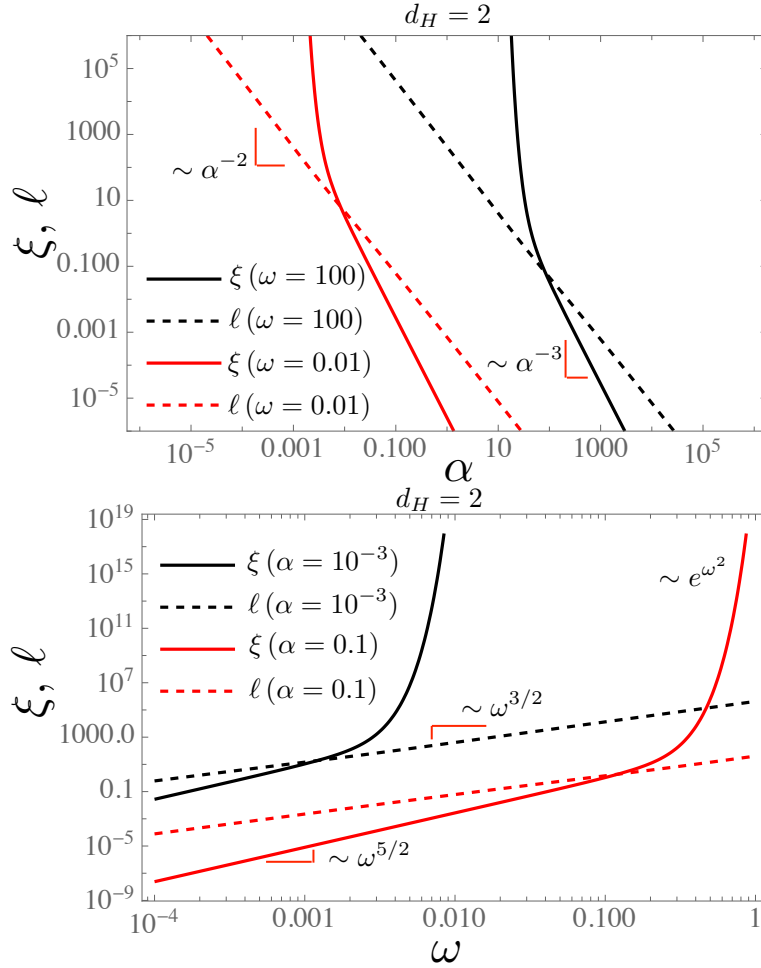 d_H = 2
10^5
1000
10
0.100
0.001
10^-5
ξ, ℓ
∼ α^-2
ξ (ω = 100)
ℓ (ω = 100)
ξ (ω = 0.01)
ℓ (ω = 0.01)
∼ α^-3
10^-5 0.001 0.100 10 1000 10^5
α
d_H = 2
10^19
10^15
10^11
10^7
1000.0
0.1
10^-5
10^-9
ξ, ℓ
ξ (α = 10^-3)
ℓ (α = 10^-3)
ξ (α = 0.1)
ℓ (α = 0.1)
∼ e^ω^2
∼ ω^3/2
∼ ω^5/2
10^-4 0.001 0.010 0.100 1
ω